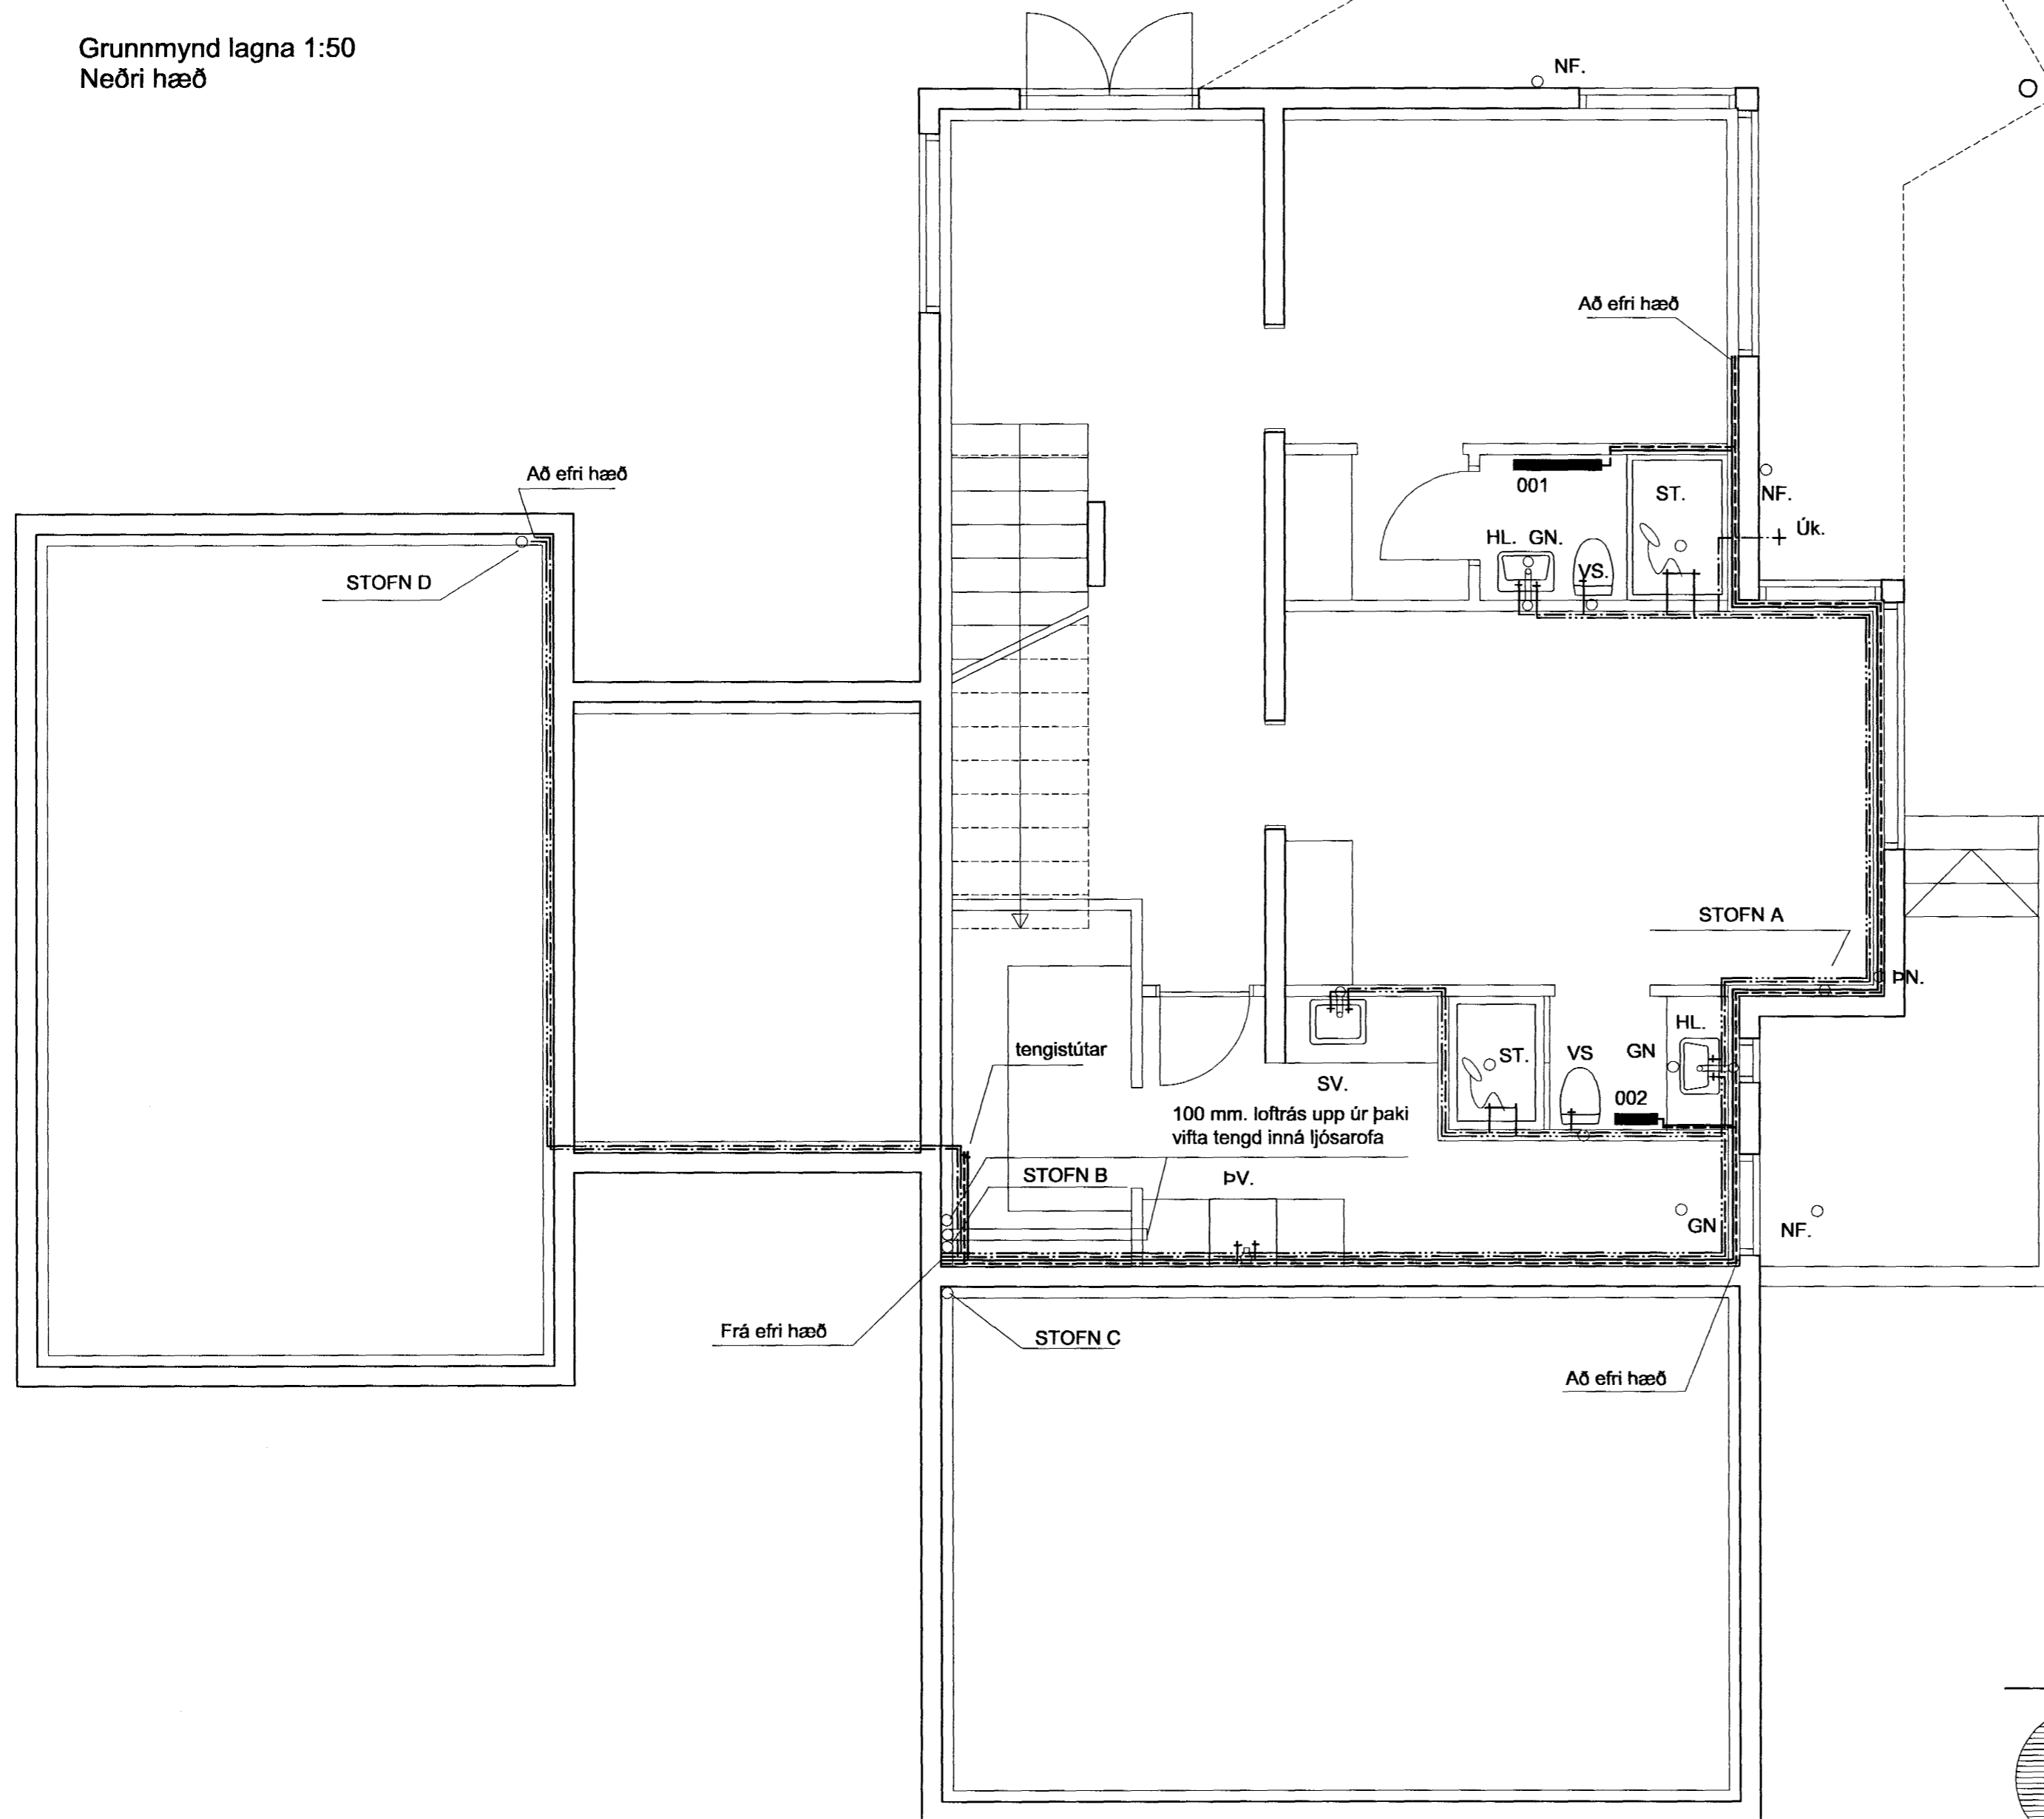 Grunnmynd lagna 1:50
Neðri hæð
NF.
Að efri hæð
Að efri hæð
001
ST.
NF.
Úk.
HL. GN.
VS.
STOFN D
STOFN A
ÞN.
HL.
tengistútar
ST.
VS
GN
SV.
002
100 mm. loftrás upp úr þaki
vifta tengd inná ljósarofa
STOFN B
ÞV.
GN
NF.
Frá efri hæð
STOFN C
Að efri hæð